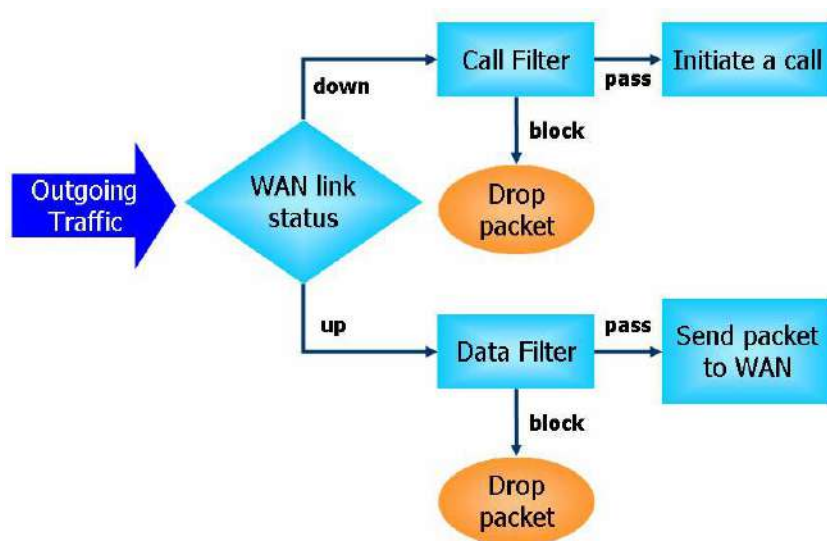 Outgoing
Traffic
WAN link
status
down
Call Filter
pass
Initiate a call
block
Drop
packet
up
Data Filter
pass
Send packet
to WAN
block
Drop
packet